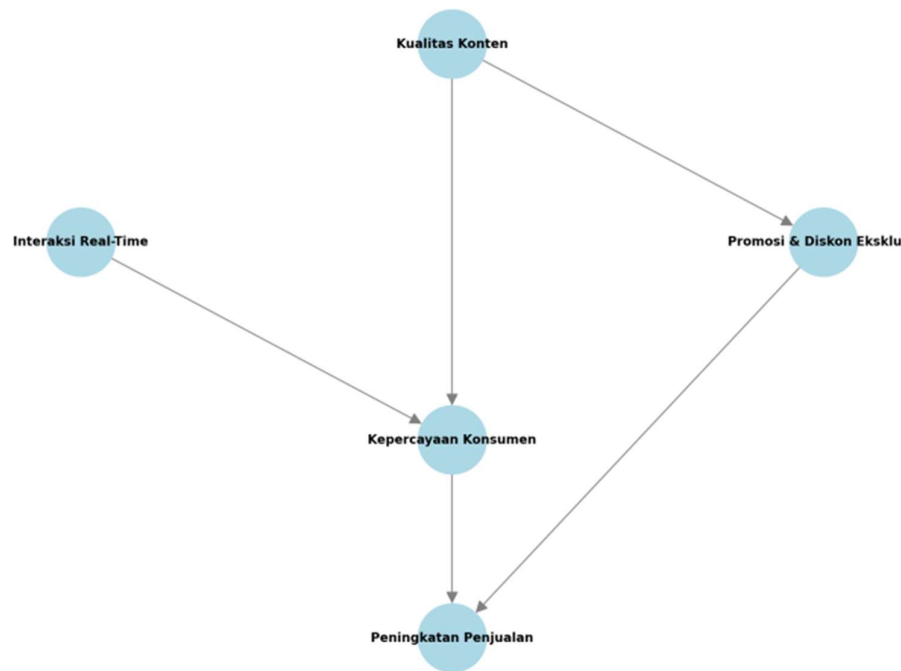 Kualitas Konten
Interaksi Real-Time
Promosi & Diskon Eksklu
Kepercayaan Konsumen
Peningkatan Penjualan